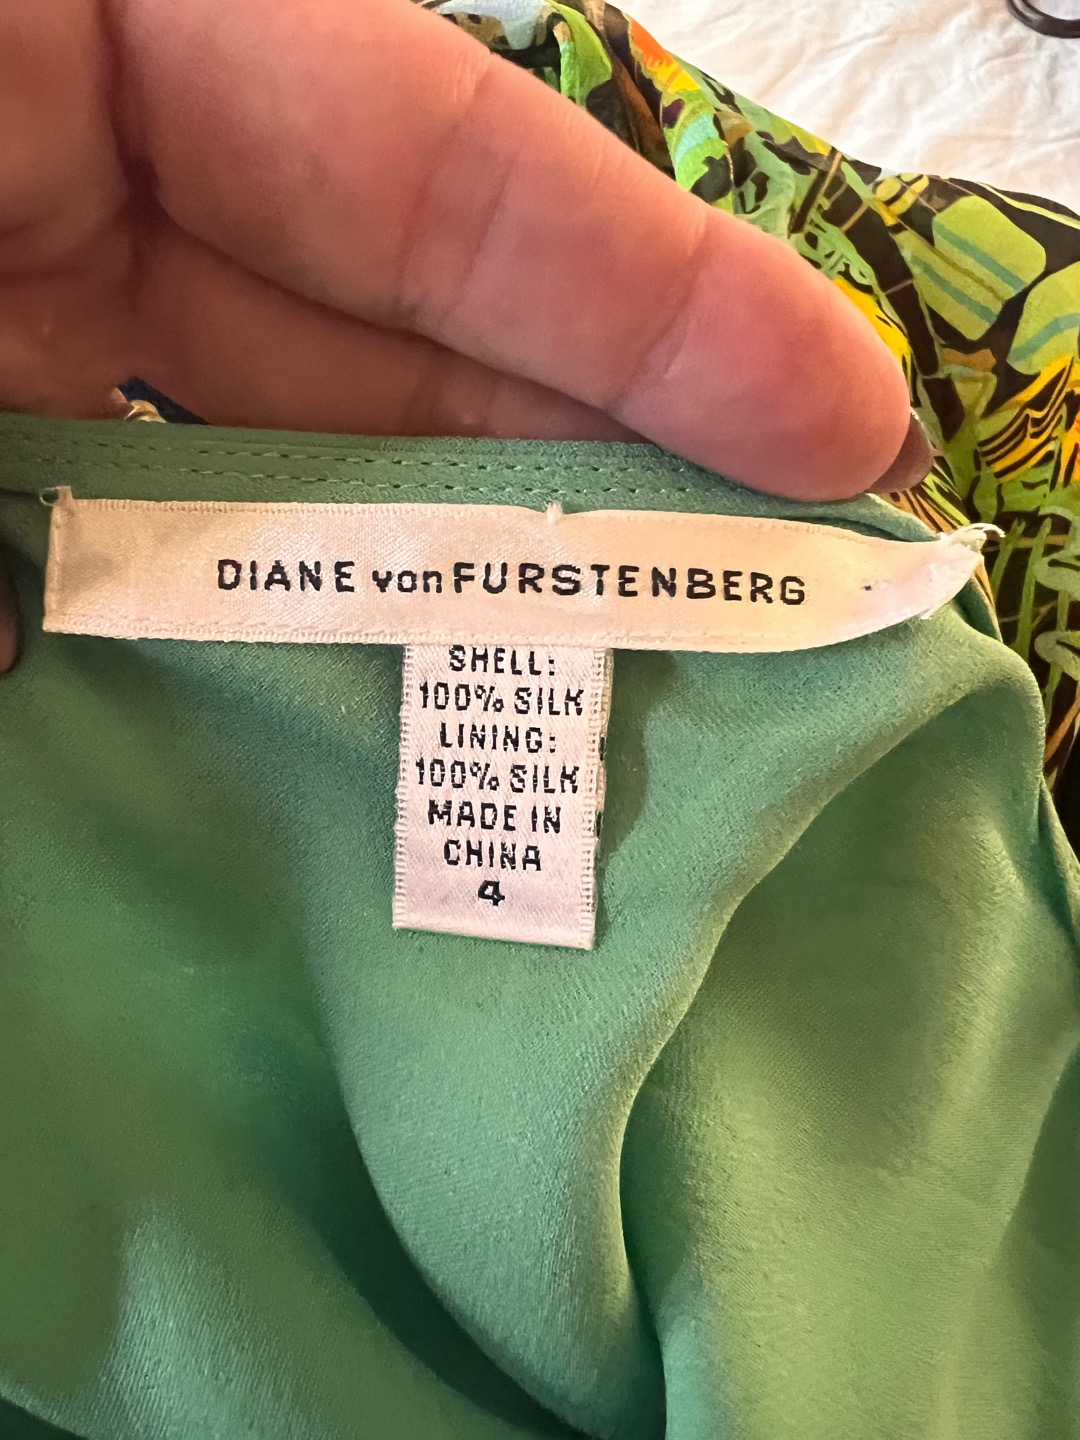 DIANE von FURSTENBERG
SHELL:
100% SILK
LINING:
100% SILK
MADE IN
CHINA
4